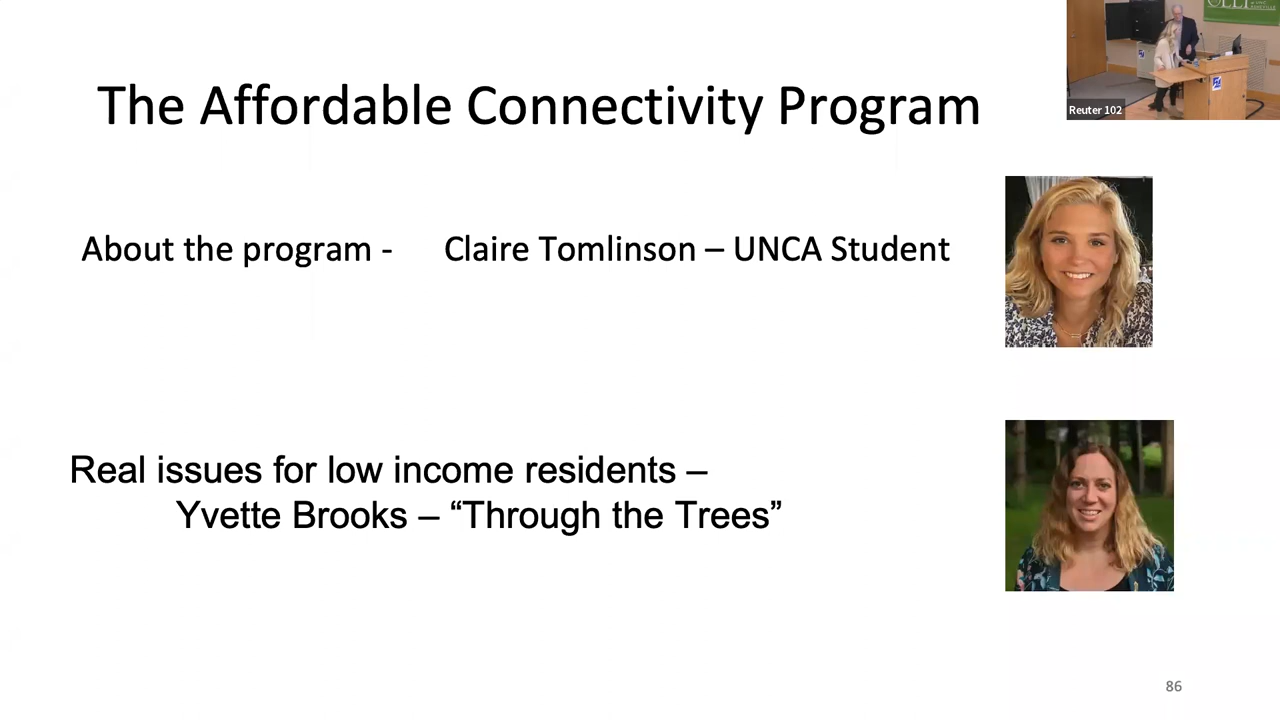 OLLI
The Affordable Connectivity Program
Reuter 102
About the program - Claire Tomlinson – UNCA Student
Real issues for low income residents –
Yvette Brooks – “Through the Trees”
86